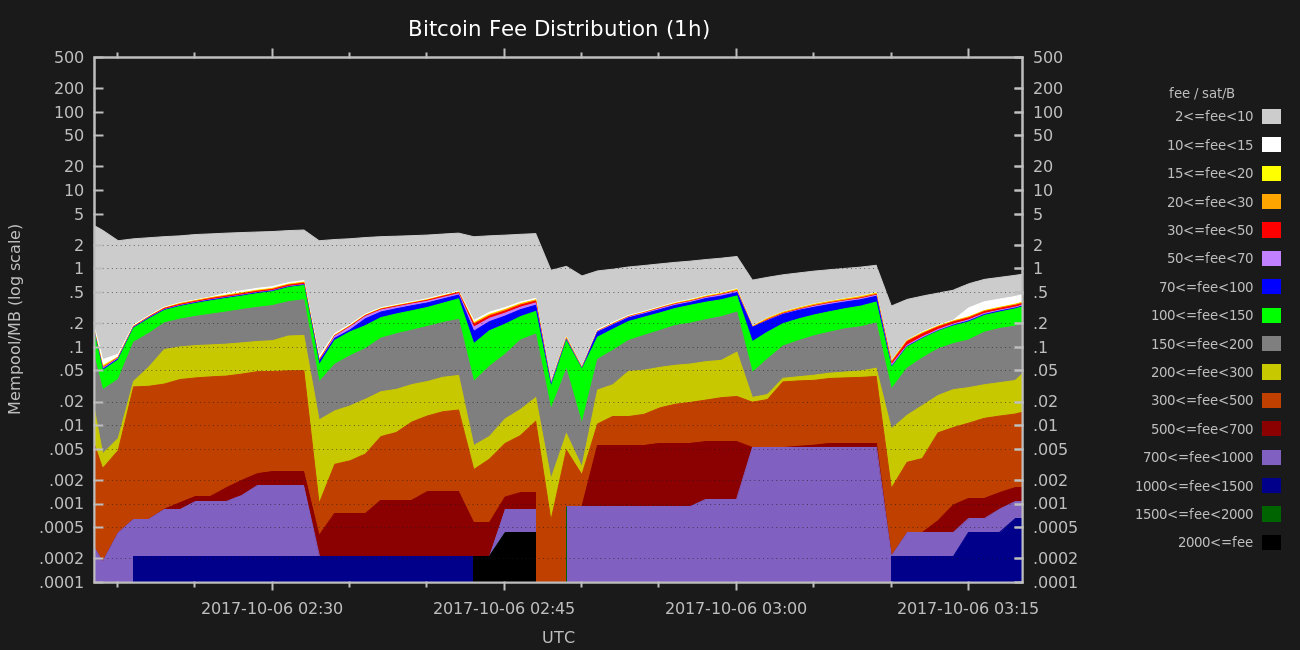 Bitcoin Fee Distribution (1h)
Mempool/MB (log scale)
500
200
100
50
20
10
5
2
1
.5
.2
.1
.05
.02
.01
.005
.002
.001
.0005
.0002
.0001
500
200
100
50
20
10
5
2
1
.5
.2
.1
.05
.02
.01
.005
.002
.001
.0005
.0002
.0001
2017-10-06 02:30
2017-10-06 02:45
2017-10-06 03:00
2017-10-06 03:15
UTC
fee / sat/B
2<=fee<10
10<=fee<15
15<=fee<20
20<=fee<30
30<=fee<50
50<=fee<70
70<=fee<100
100<=fee<150
150<=fee<200
200<=fee<300
300<=fee<500
500<=fee<700
700<=fee<1000
1000<=fee<1500
1500<=fee<2000
2000<=fee